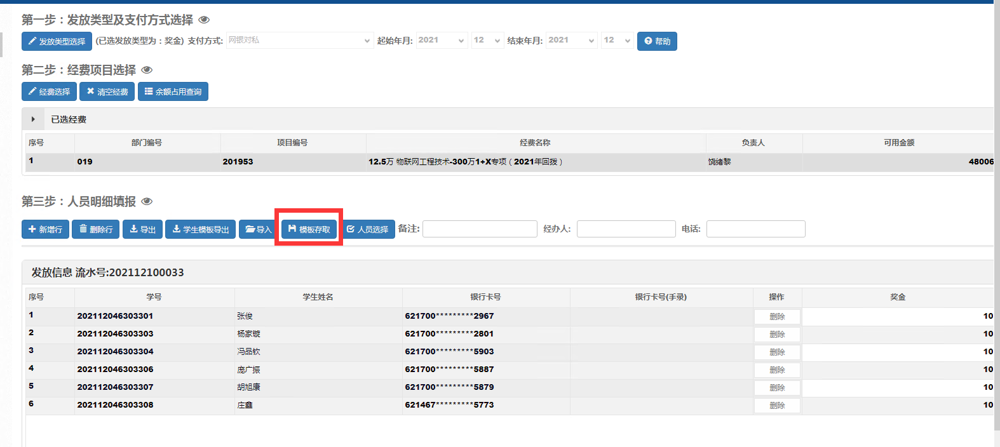 第一步：发放类型及支付方式选择
发放类型选择 (已选发放类型为：奖金) 支付方式: 网银对私 起始年月: 2021 12 结束年月: 2021 12 帮助
第二步：经费项目选择
经费选择 清空经费 余额占用查询
已选经费
序号 部门编号 项目编号 经费名称 负责人 可用金额
1 019 201953 12.5万 物联网工程技术-300万1+X专项（2021年回拨） 饶绪黎 48006
第三步：人员明细填报
新增行 删除行 导出 学生模板导出 导入 模板存取 人员选择 备注: 经办人: 电话:
发放信息 流水号:202112100033
序号 学号 学生姓名 银行卡号 银行卡号(手录) 操作 奖金
1 202112046303301 张俊 621700*********2967 删除 10
2 202112046303303 杨家镟 621700*********2801 删除 10
3 202112046303304 冯品钦 621700*********5903 删除 10
4 202112046303306 庞广振 621700*********5887 删除 10
5 202112046303307 胡旭康 621700*********5879 删除 10
6 202112046303308 庄鑫 621467*********5773 删除 10